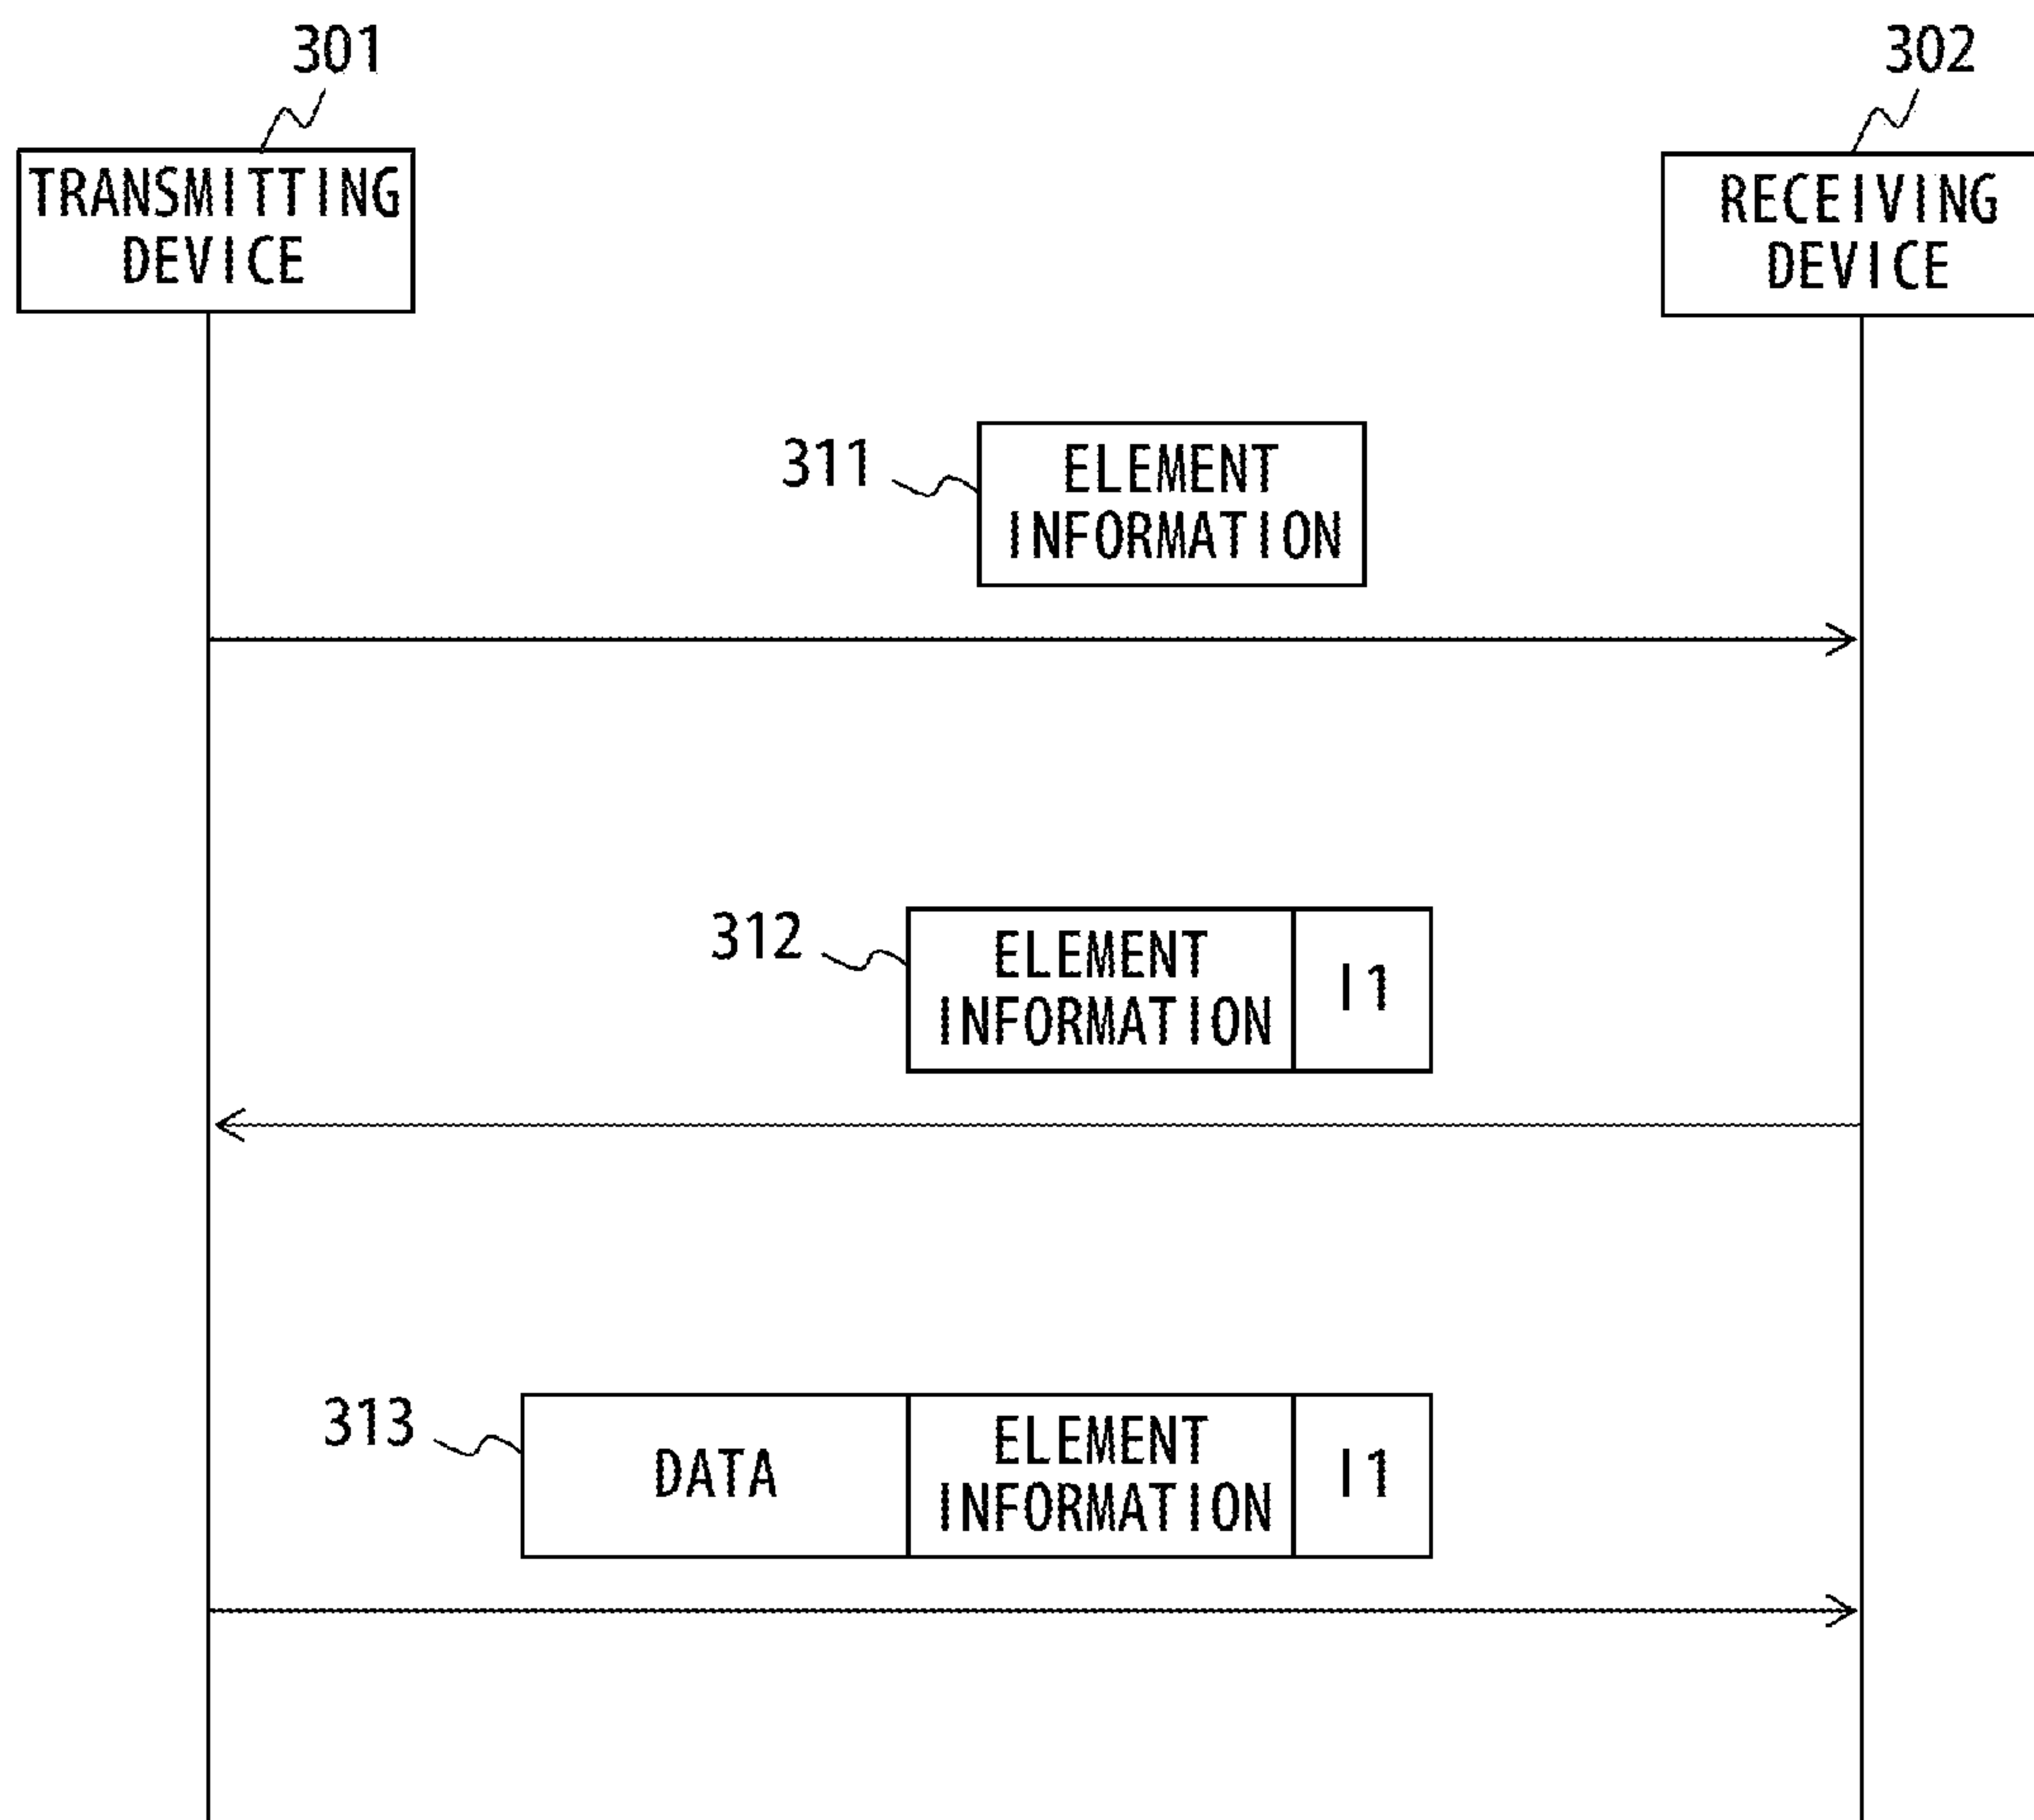 301
302
TRANSMITTING
DEVICE
RECEIVING
DEVICE
311
ELEMENT
INFORMATION
312
ELEMENT
INFORMATION
I1
313
DATA
ELEMENT
INFORMATION
I1